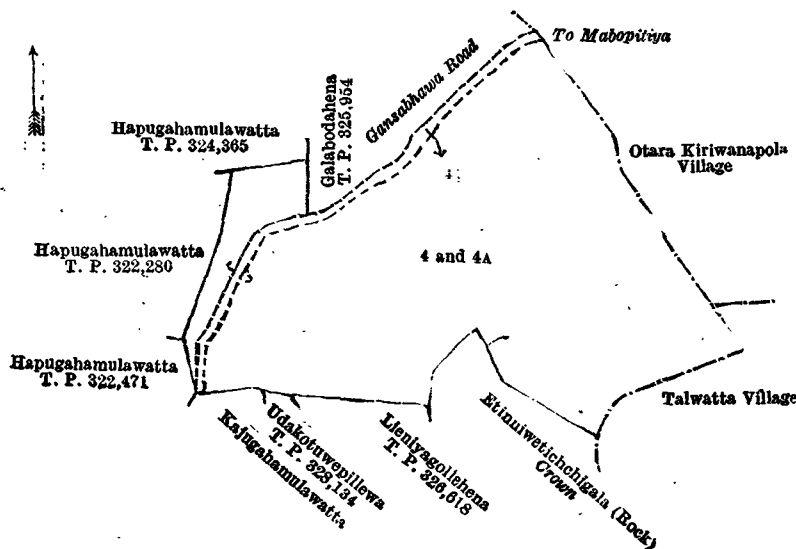 To Mabopitiya
Gansabhawa Road
Hapugahamulawatta
T. P. 324,365
Galabodahena
T. P. 325,954
Otara Kiriwanapola
Village
4 and 4A
Hapugahamulawatta
T. P. 322,280
Hapugahamulawatta
T. P. 322,471
Talwatta Village
Udakotuwepillewa
T. P. 328,134
Kajugahamulawatta
Lieniyagollehena
T. P. 326,618
Etinuiwetichchigala (Rock)
Crown